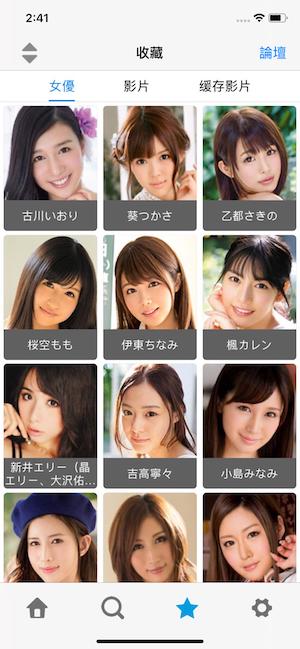 2:41
收藏
論壇
女優
影片
缓存影片
古川いおり
葵つかさ
乙都さきの
桜空もも
伊東ちなみ
楓カレン
新井エリー（晶
エリー、大沢佑…
吉高寧々
小島みなみ